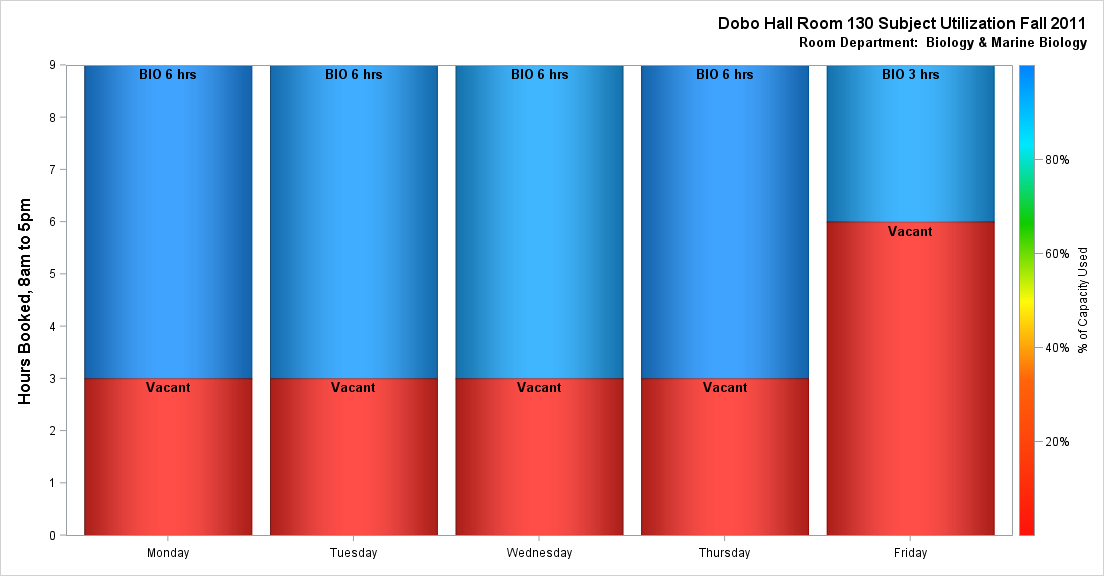 Dobo Hall Room 130 Subject Utilization Fall 2011
Room Department:  Biology & Marine Biology
Hours Booked, 8am to 5pm
9
8
7
6
5
4
3
2
1
0
BIO 6 hrs
BIO 6 hrs
BIO 6 hrs
BIO 6 hrs
BIO 3 hrs
Vacant
Vacant
Vacant
Vacant
Vacant
Monday
Tuesday
Wednesday
Thursday
Friday
80%
60%
40%
20%
% of Capacity Used